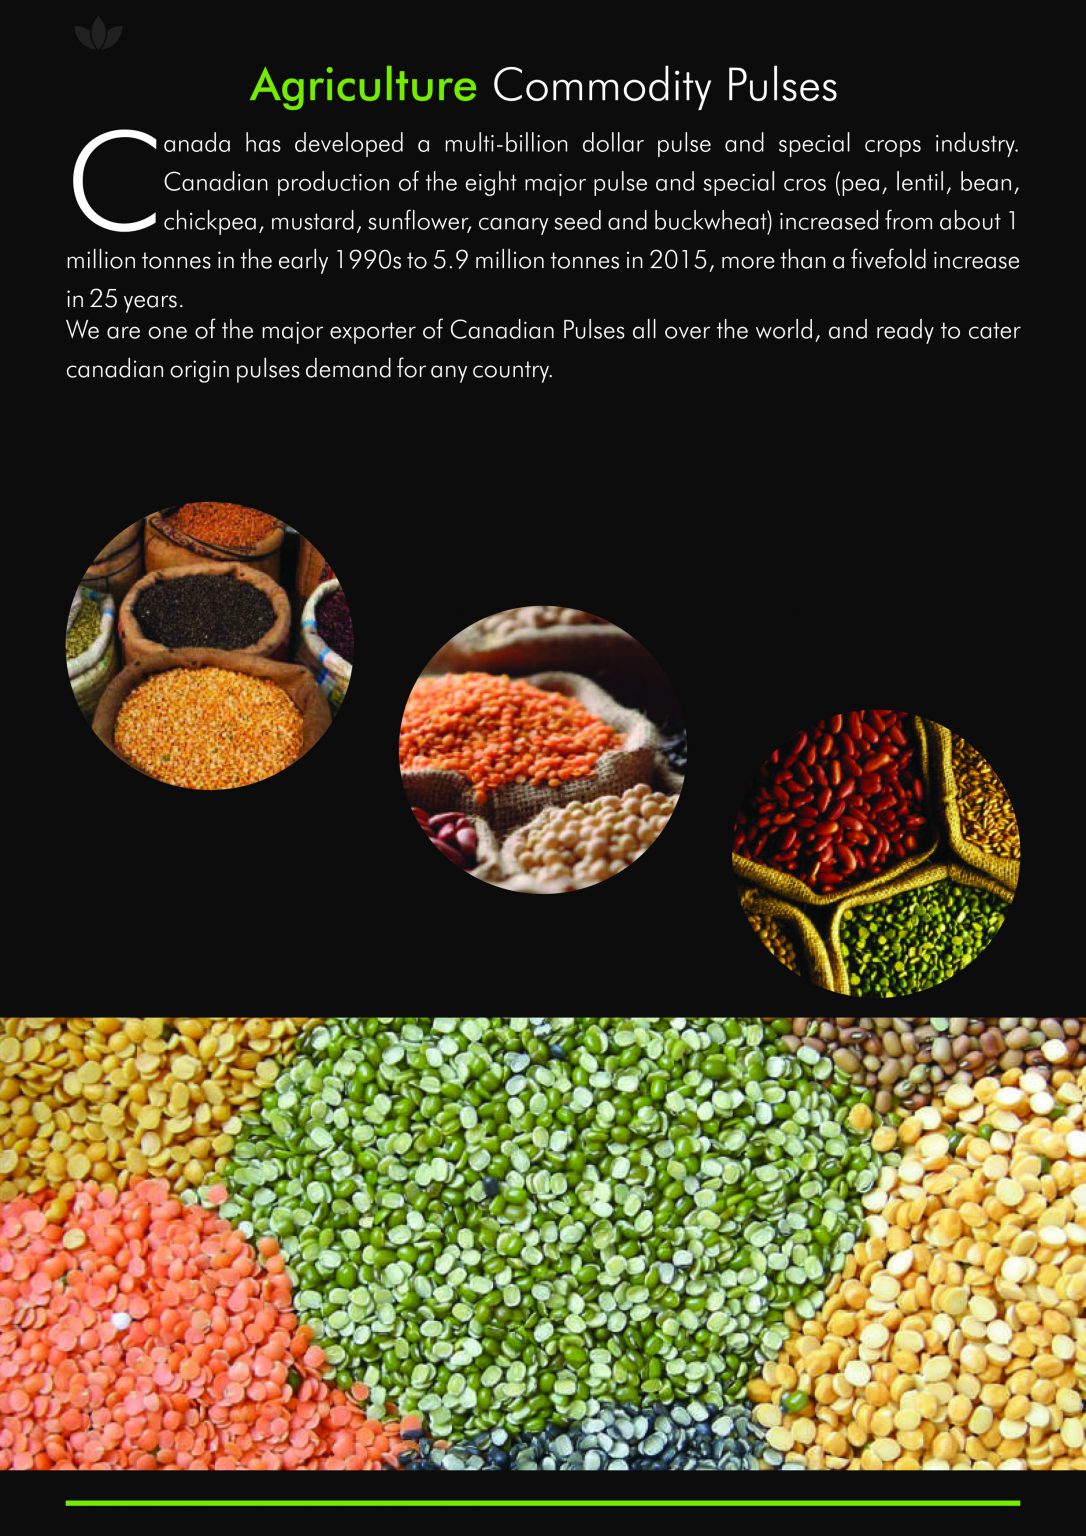 Agriculture Commodity Pulses
Canada has developed a multi-billion dollar pulse and special crops industry.
Canadian production of the eight major pulse and special cros (pea, lentil, bean,
chickpea, mustard, sunflower, canary seed and buckwheat) increased from about 1
million tonnes in the early 1990s to 5.9 million tonnes in 2015, more than a fivefold increase
in 25 years.
We are one of the major exporter of Canadian Pulses all over the world, and ready to cater
canadian origin pulses demand for any country.